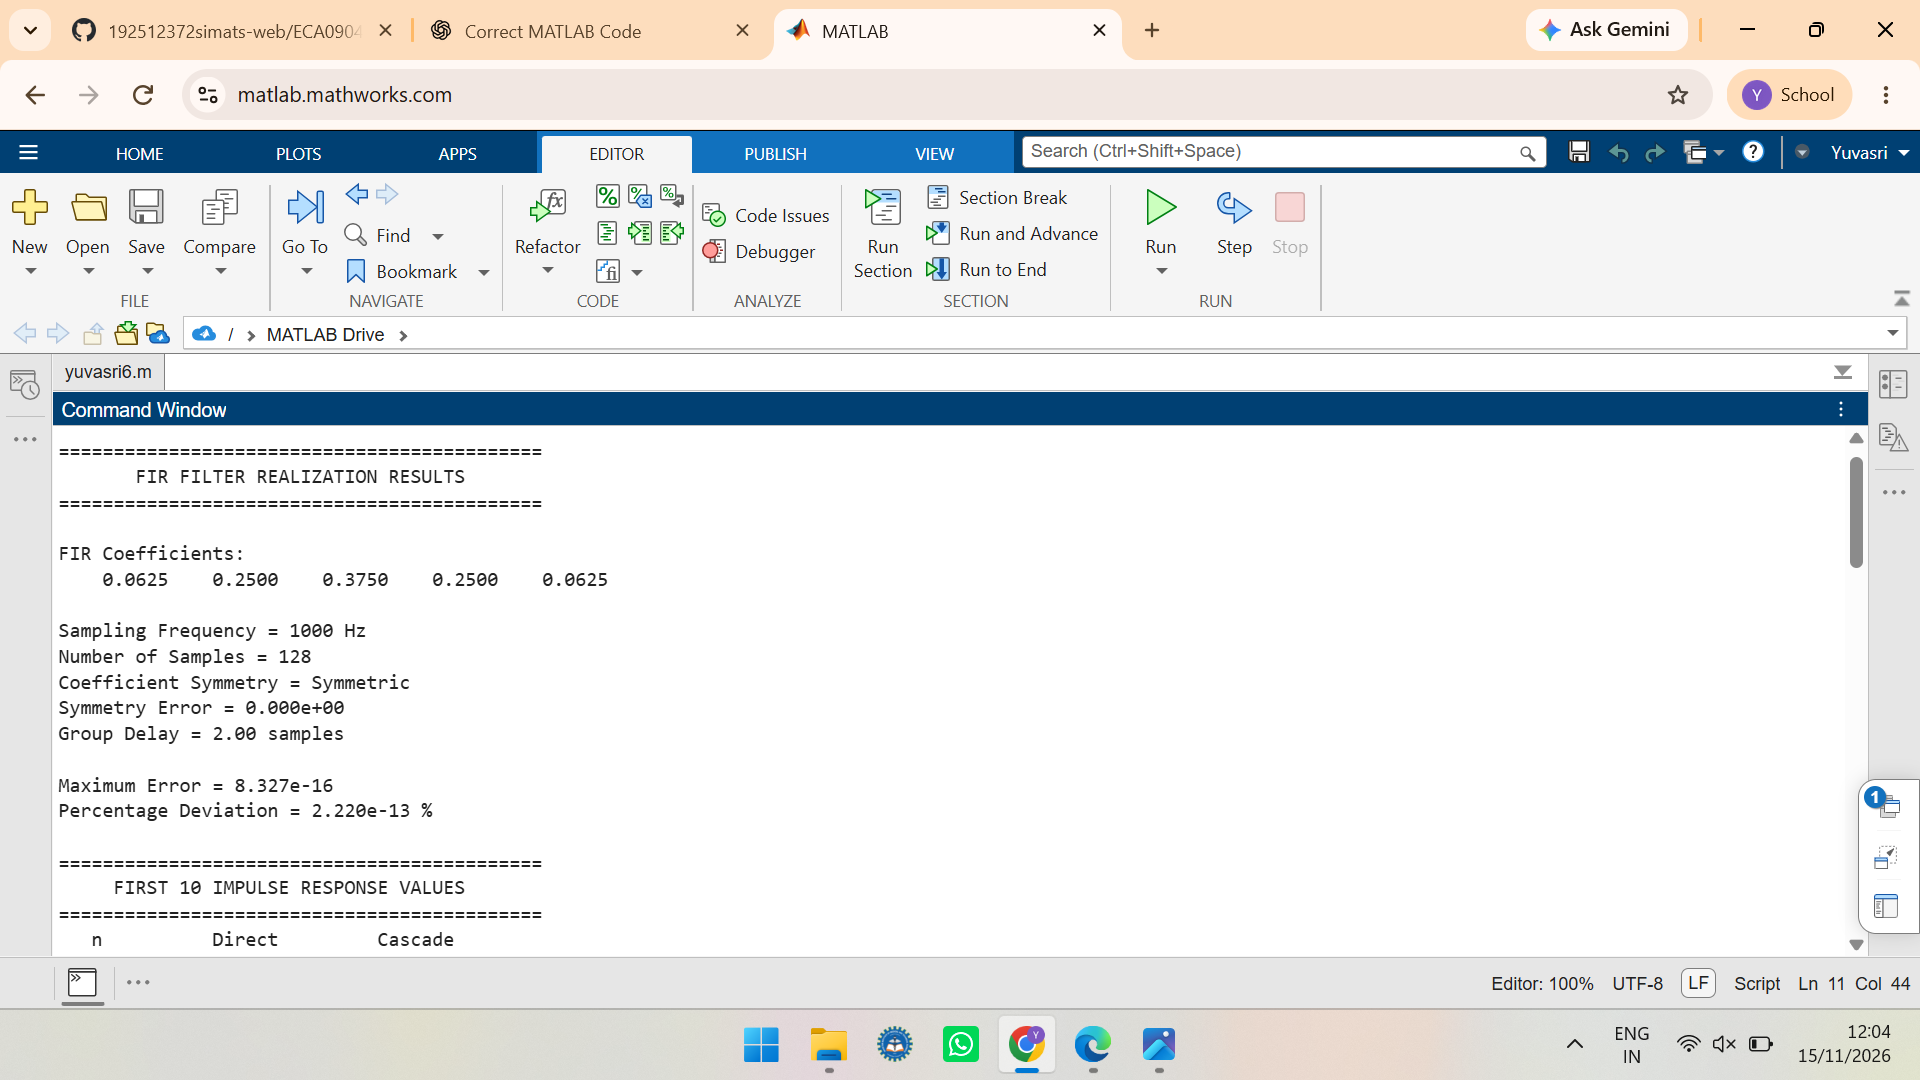 192512372simats-web/ECA0904
Correct MATLAB Code
MATLAB
Ask Gemini
matlab.mathworks.com
Y School
HOME PLOTS APPS EDITOR PUBLISH VIEW Search (Ctrl+Shift+Space) Yuvasri
New Open Save Compare
FILE
Go To Find Bookmark
NAVIGATE
Refactor
CODE
Code Issues
Debugger
ANALYZE
Run Section
Section Break
Run and Advance
Run to End
SECTION
Run Step Stop
RUN
/ > MATLAB Drive >
yuvasri6.m
Command Window
============================================
FIR FILTER REALIZATION RESULTS
============================================
FIR Coefficients:
0.0625 0.2500 0.3750 0.2500 0.0625
Sampling Frequency = 1000 Hz
Number of Samples = 128
Coefficient Symmetry = Symmetric
Symmetry Error = 0.000e+00
Group Delay = 2.00 samples
Maximum Error = 8.327e-16
Percentage Deviation = 2.220e-13 %
============================================
FIRST 10 IMPULSE RESPONSE VALUES
============================================
n Direct Cascade
1
Editor: 100% UTF-8 LF Script Ln 11 Col 44
ENG
IN
12:04
15/11/2026